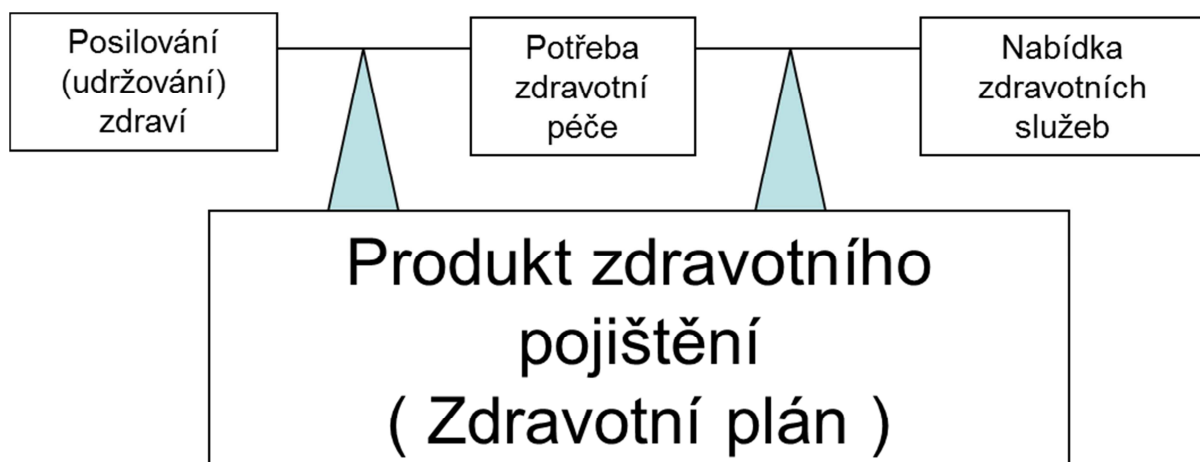 Posilování
(udržování)
zdraví
Potřeba
zdravotní
péče
Nabídka
zdravotních
služeb
Produkt zdravotního
pojištění
( Zdravotní plán )